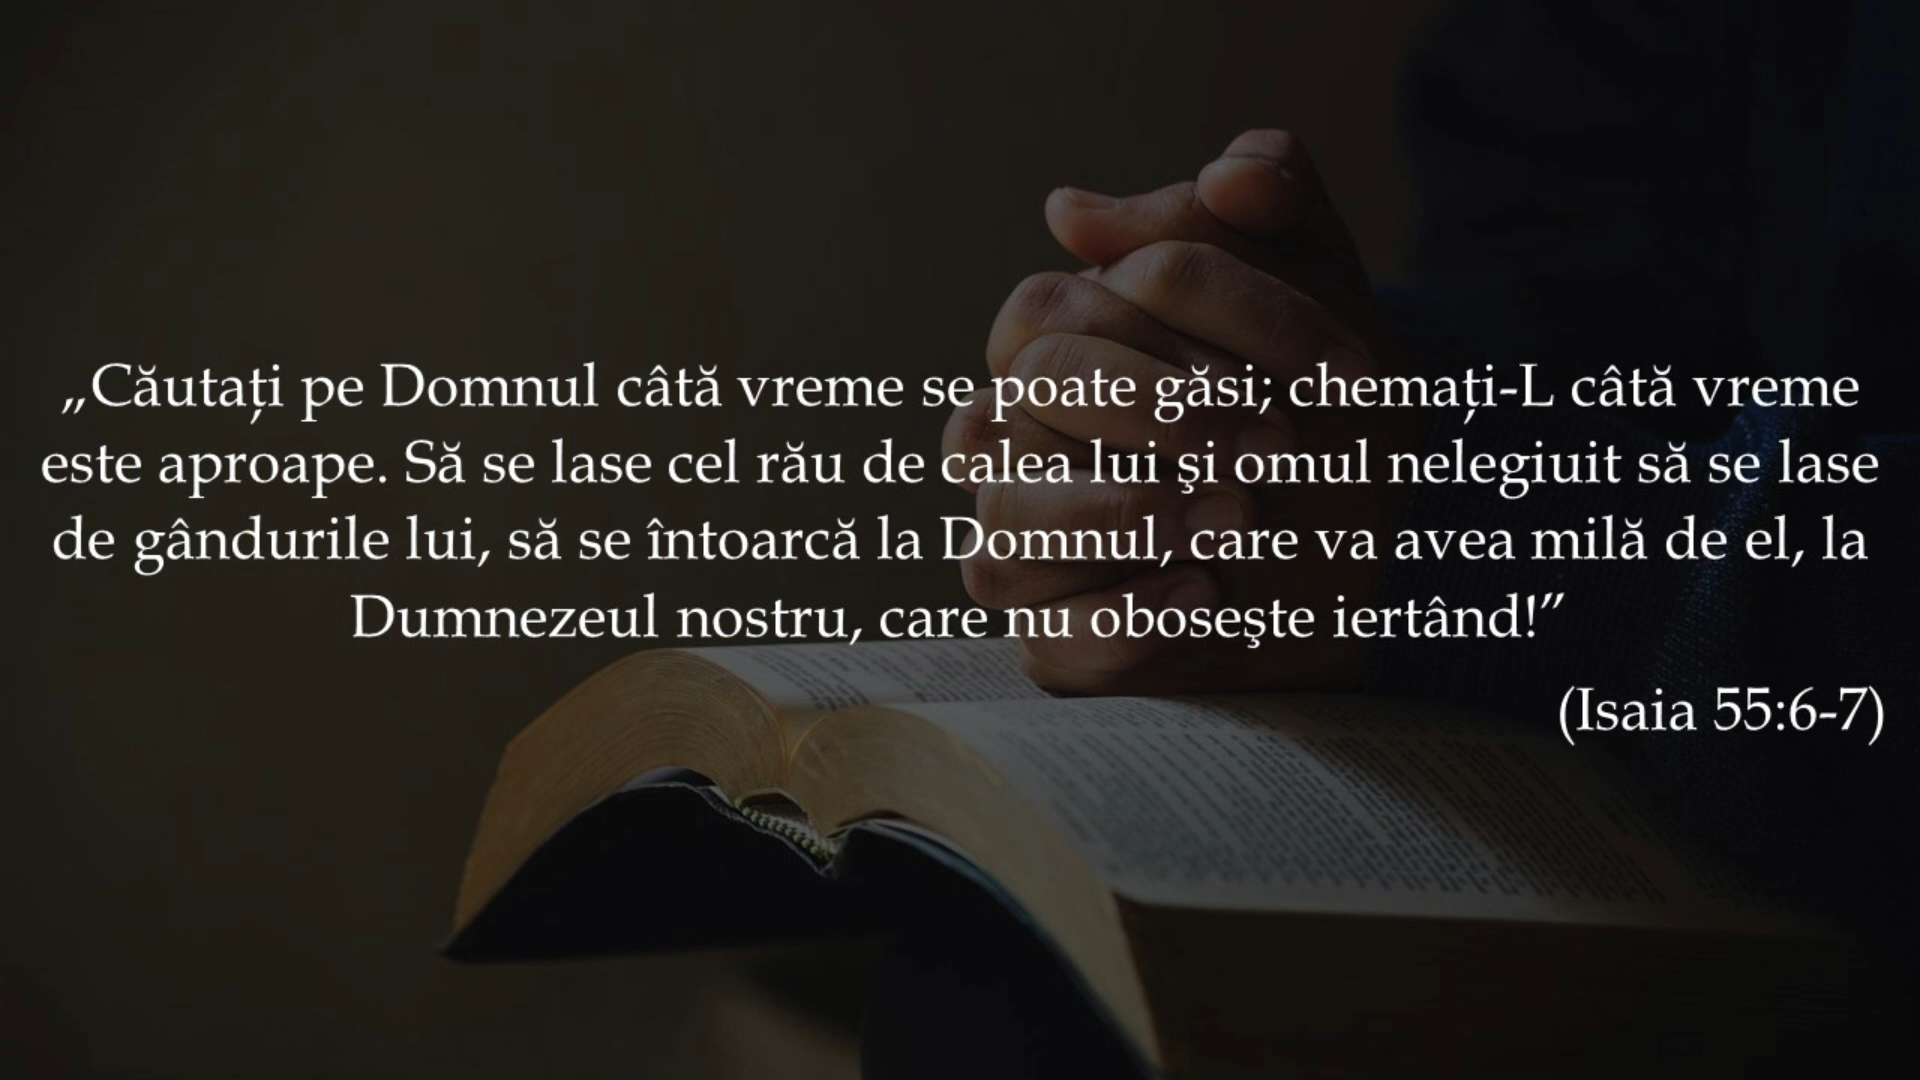 „Căutați pe Domnul câtă vreme se poate găsi; chemați-L câtă vreme
este aproape. Să se lase cel rău de calea lui şi omul nelegiuit să se lase
de gândurile lui, să se întoarcă la Domnul, care va avea milă de el, la
Dumnezeul nostru, care nu oboseşte iertând!”
(Isaia 55:6-7)